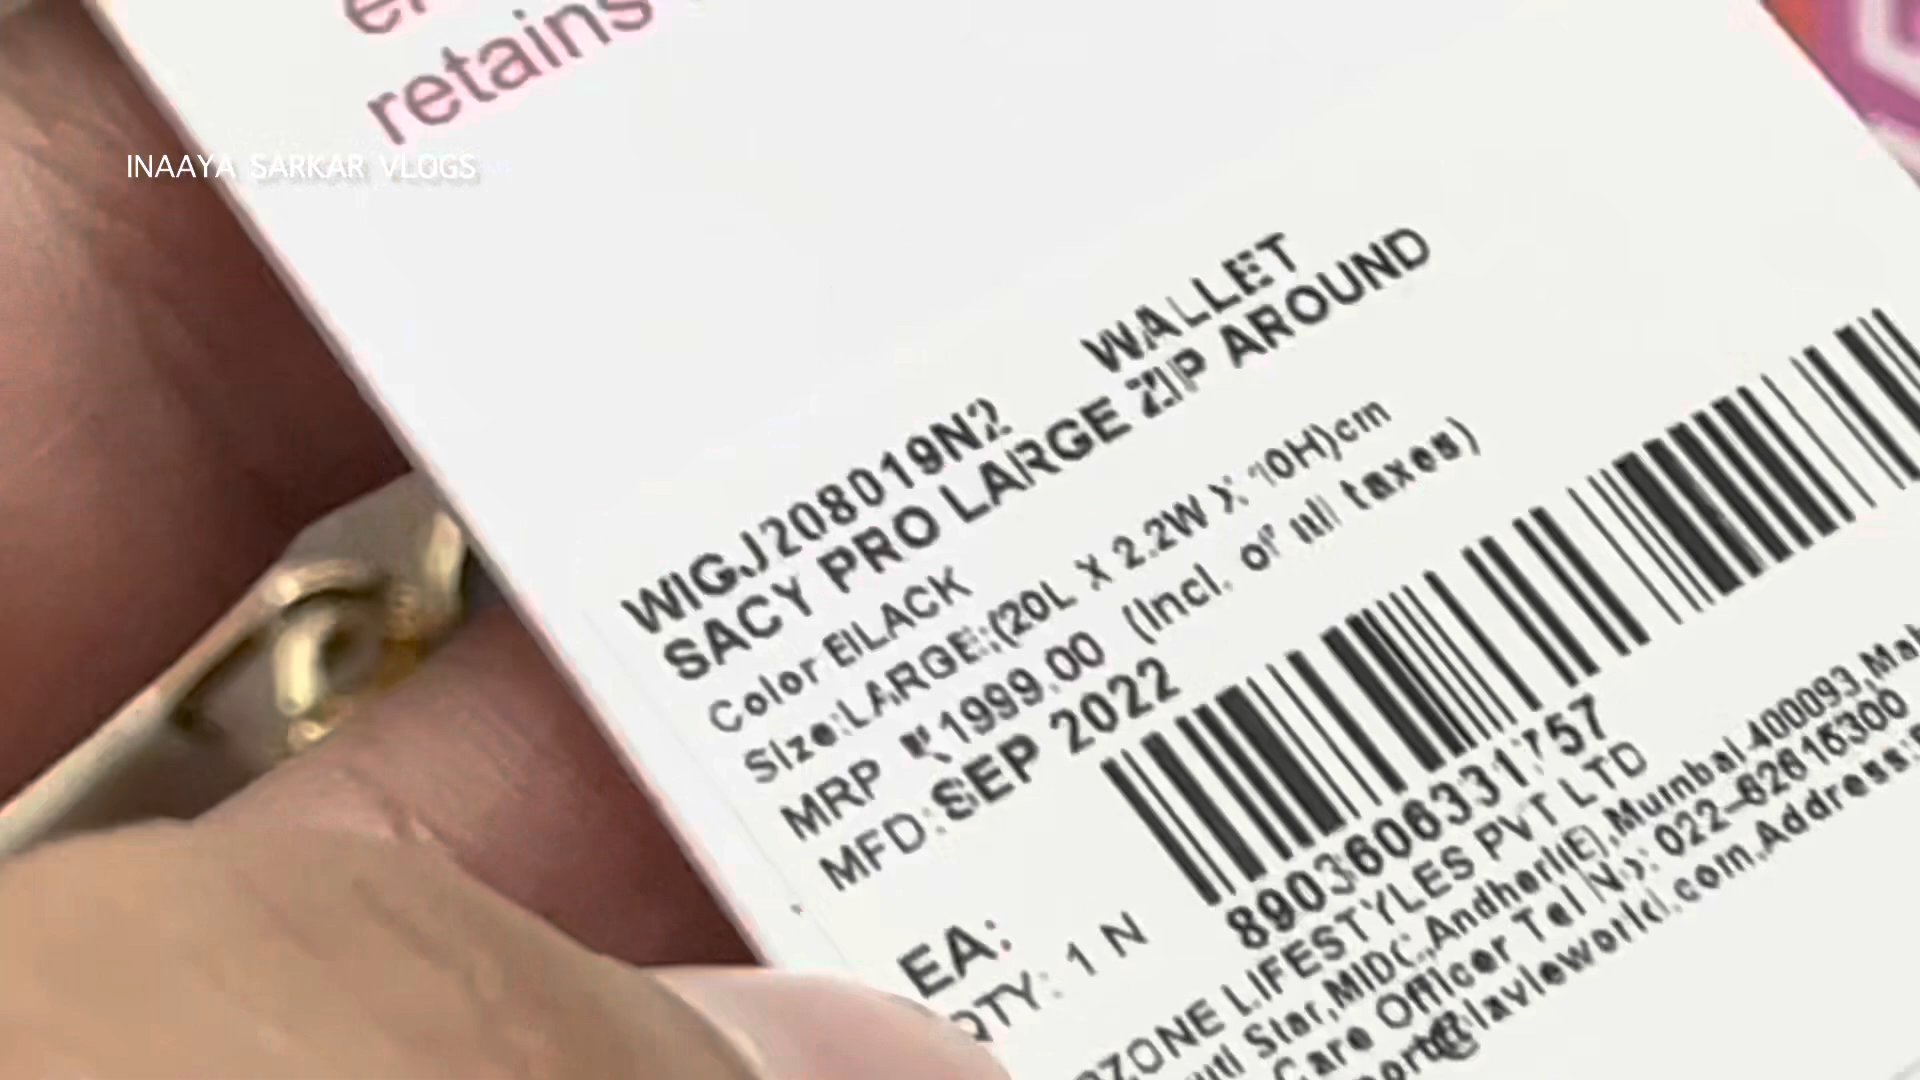 retains
INAAYA SARKAR VLOGS
WIGJ208019N2 WALLET
SACY PRO LARGE ZIP AROUND
Color BLACK
Size:LARGE;(20L X 2.2W X 10H)cm
MRP ₹1999.00 (Incl. of all taxes)
MFD:SEP 2022
8903606331757
EA:
QTY: 1 N
ZONE LIFESTYLES PVT LTD
Star,MIDC,Andheri(E),Mumbai-400093,
Care Officer Tel No: 022-62616300
@lavieworld.com,Address: